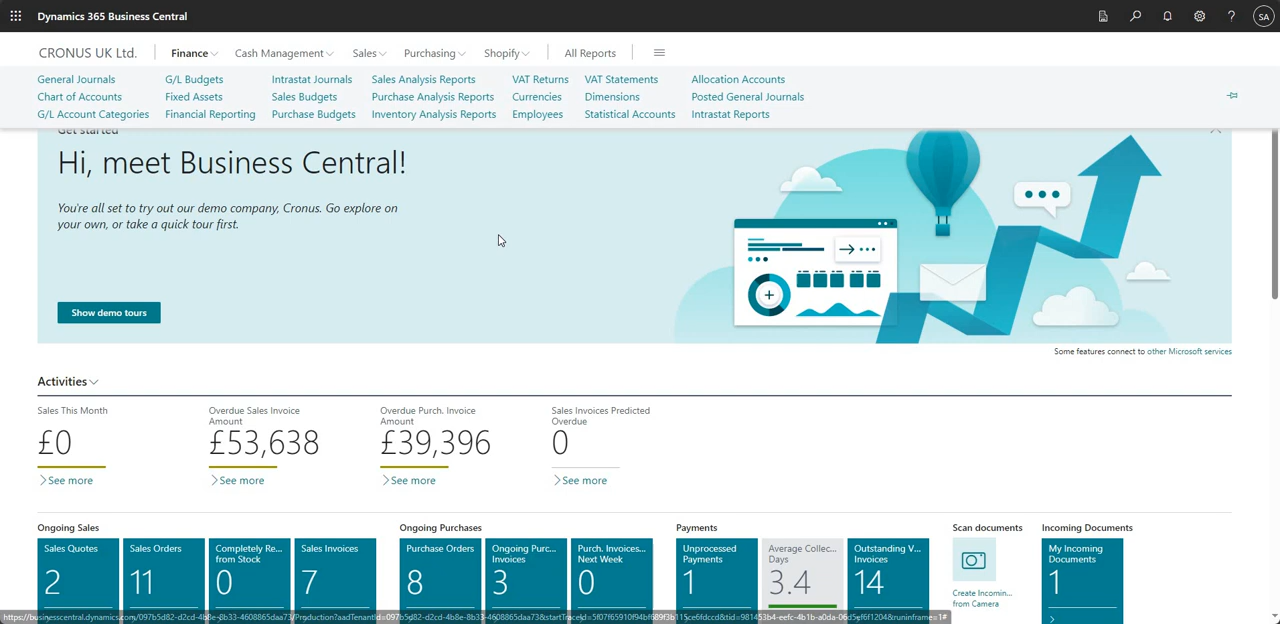 Dynamics 365 Business Central
SA
CRONUS UK Ltd.
Finance
Cash Management
Sales
Purchasing
Shopify
All Reports
General Journals
G/L Budgets
Intrastat Journals
Sales Analysis Reports
VAT Returns
VAT Statements
Allocation Accounts
Chart of Accounts
Fixed Assets
Sales Budgets
Purchase Analysis Reports
Currencies
Dimensions
Posted General Journals
G/L Account Categories
Financial Reporting
Purchase Budgets
Inventory Analysis Reports
Employees
Statistical Accounts
Intrastat Reports
Get started
Hi, meet Business Central!
You're all set to try out our demo company, Cronus. Go explore on
your own, or take a quick tour first.
Show demo tours
Some features connect to other Microsoft services
Activities
Sales This Month
£0
See more
Overdue Sales Invoice
Amount
£53,638
See more
Overdue Purch. Invoice
Amount
£39,396
See more
Sales Invoices Predicted
Overdue
0
See more
Ongoing Sales
Sales Quotes
2
Sales Orders
11
Completely Re...
from Stock
0
Sales Invoices
7
Ongoing Purchases
Purchase Orders
8
Ongoing Purc...
Invoices
3
Purch. Invoices...
Next Week
0
Payments
Unprocessed
Payments
1
Average Collec...
Days
3.4
Outstanding V...
Invoices
14
Scan documents
Create Incomin...
from Camera
Incoming Documents
My Incoming
Documents
1